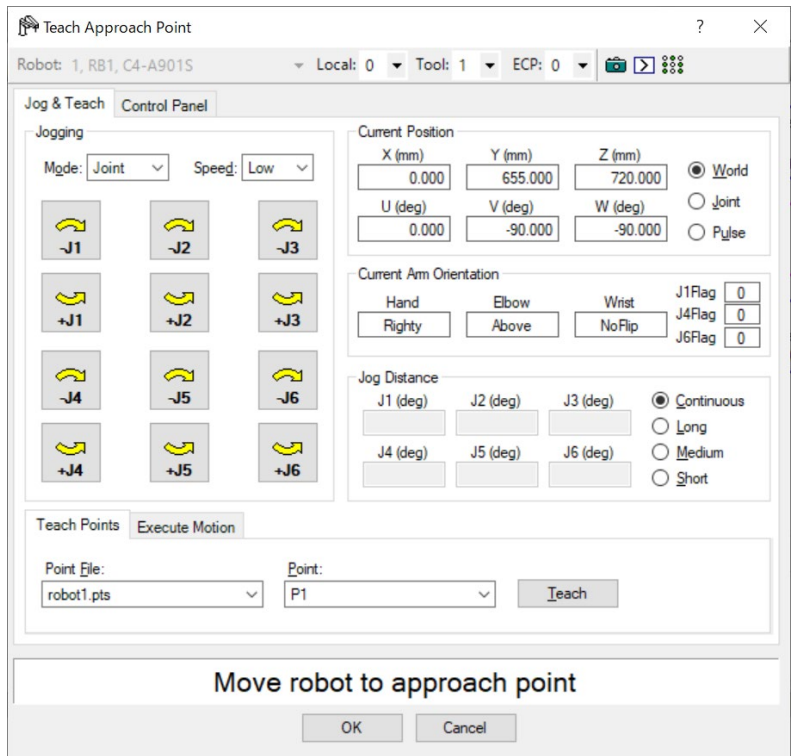 Teach Approach Point
?
Robot: 1, RB1, C4-A901S Local: 0 Tool: 1 ECP: 0
Jog & Teach Control Panel
Jogging
Mode: Joint Speed: Low
-J1 -J2 -J3
+J1 +J2 +J3
-J4 -J5 -J6
+J4 +J5 +J6
Current Position
X (mm) Y (mm) Z (mm)
0.000 655.000 720.000
U (deg) V (deg) W (deg)
0.000 -90.000 -90.000
World
Joint
Pulse
Current Arm Orientation
Hand Elbow Wrist
Righty Above NoFlip
J1Flag 0
J4Flag 0
J6Flag 0
Jog Distance
J1 (deg) J2 (deg) J3 (deg)
J4 (deg) J5 (deg) J6 (deg)
Continuous
Long
Medium
Short
Teach Points Execute Motion
Point File: Point:
robot1.pts P1 Teach
Move robot to approach point
OK Cancel